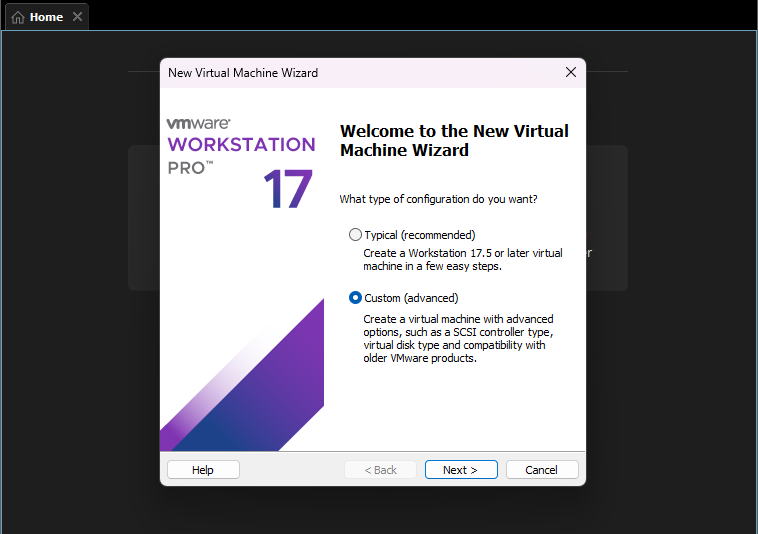 Home
New Virtual Machine Wizard
vmware®
WORKSTATION
PRO™
17
Welcome to the New Virtual
Machine Wizard
What type of configuration do you want?
Typical (recommended)
Create a Workstation 17.5 or later virtual
machine in a few easy steps.
Custom (advanced)
Create a virtual machine with advanced
options, such as a SCSI controller type,
virtual disk type and compatibility with
older VMware products.
Help
< Back
Next >
Cancel